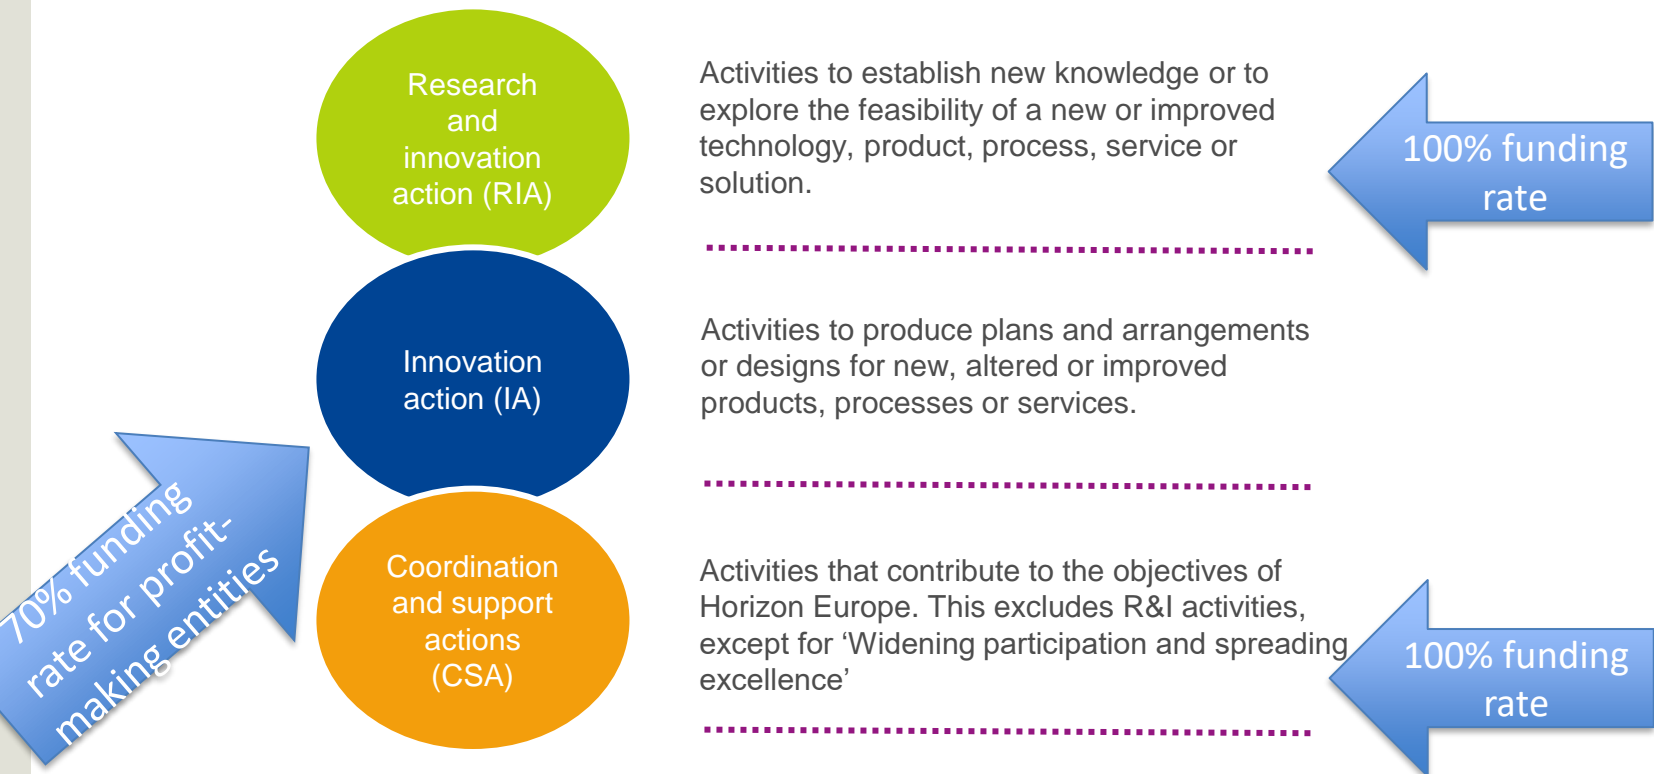 Research
and
innovation
action (RIA)
Activities to establish new knowledge or to
explore the feasibility of a new or improved
technology, product, process, service or
solution.
100% funding
rate
Innovation
action (IA)
Activities to produce plans and arrangements
or designs for new, altered or improved
products, processes or services.
70% funding
rate for profit-
making entities
Coordination
and support
actions
(CSA)
Activities that contribute to the objectives of
Horizon Europe. This excludes R&I activities,
except for ‘Widening participation and spreading
excellence’
100% funding
rate